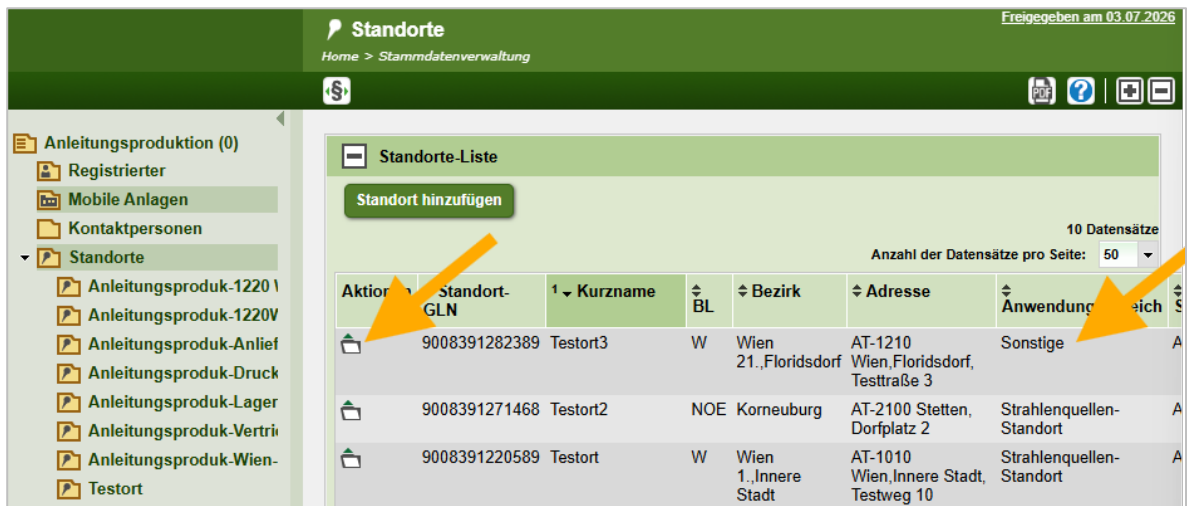 Standorte
Freigegeben am 03.07.2026
Home > Stammdatenverwaltung
PDF
Anleitungsproduktion (0)
Registrierter
Mobile Anlagen
Kontaktpersonen
Standorte
Anleitungsproduk-1220
Anleitungsproduk-1220W
Anleitungsproduk-Anlief
Anleitungsproduk-Druck
Anleitungsproduk-Lager
Anleitungsproduk-Vertri
Anleitungsproduk-Wien-
Testort
Standorte-Liste
Standort hinzufügen
10 Datensätze
Anzahl der Datensätze pro Seite: 50
Standort-
1 Kurzname
Bezirk
Adresse
GLN
BL
9008391282389 Testort3 W Wien AT-1210 Sonstige A
21.,Floridsdorf Wien,Floridsdorf,
Testtraße 3
9008391271468 Testort2 NOE Korneuburg AT-2100 Stetten, Strahlenquellen- A
Dorfplatz 2 Standort
9008391220589 Testort W Wien AT-1010 Strahlenquellen- A
1.,Innere Wien,Innere Stadt, Standort
Stadt Testweg 10